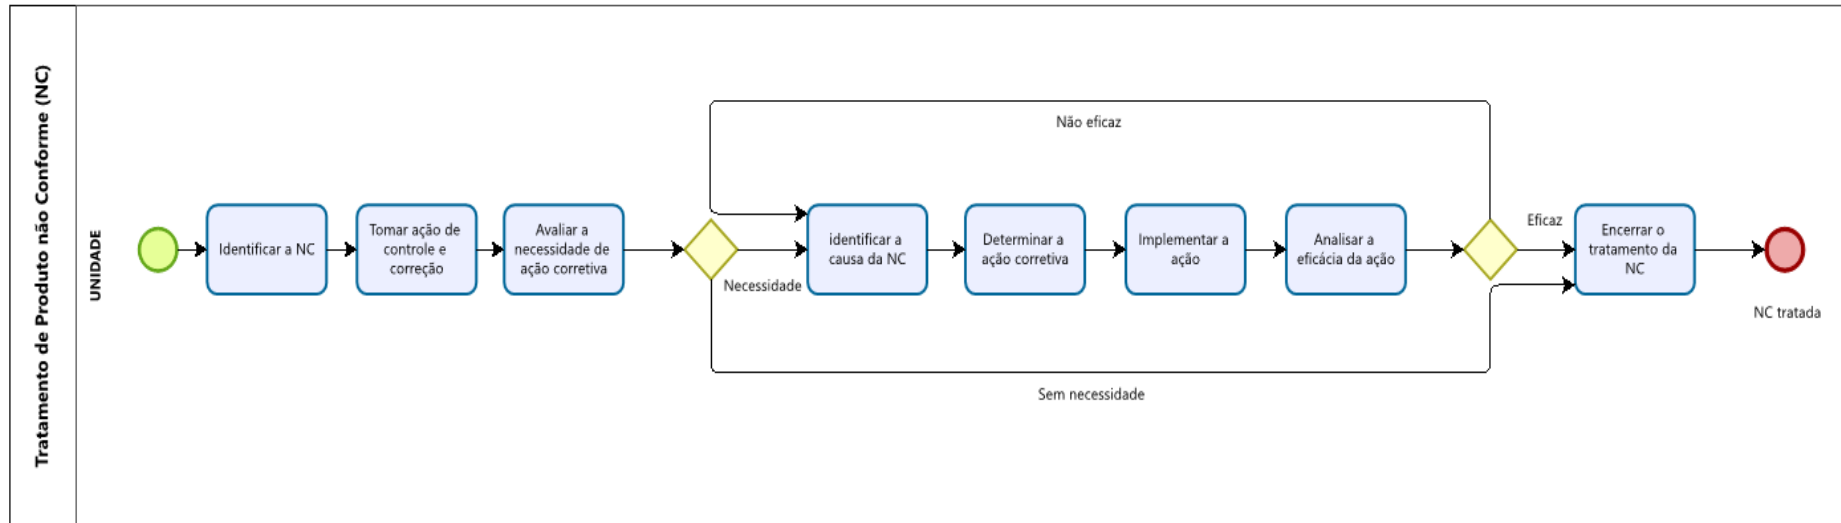 Tratamento de Produto não Conforme (NC)
UNIDADE
Identificar a NC
Tomar ação de
controle e
correção
Avaliar a
necessidade de
ação corretiva
Necessidade
Não eficaz
identificar a
causa da NC
Determinar a
ação corretiva
Implementar a
ação
Analisar a
eficácia da ação
Sem necessidade
Eficaz
Encerrar o
tratamento da
NC
NC tratada